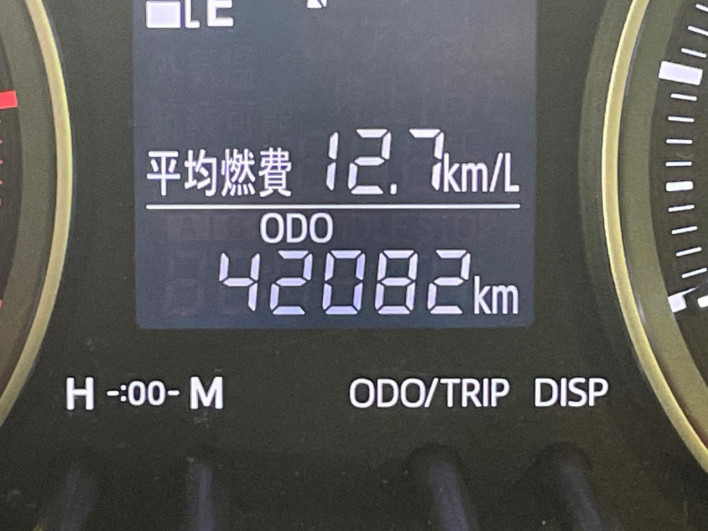 E
平均燃費 12.7km/L
ODO
42082km
H -:00- M ODO/TRIP DISP